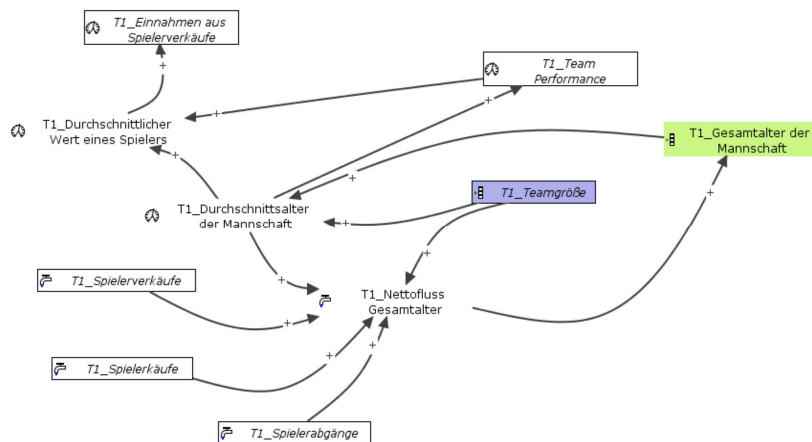 T1_Einnahmen aus
Spielerverkäufe
T1_Team
Performance
T1_Durchschnittlicher
Wert eines Spielers
T1_Gesamtalter der
Mannschaft
T1_Durchschnittsalter
der Mannschaft
T1_Teamgröße
T1_Spielerverkäufe
T1_Nettofluss
Gesamtalter
T1_Spielerkäufe
T1_Spielerabgänge
+
+
+
+
+
+
+
+
+
+
+
+